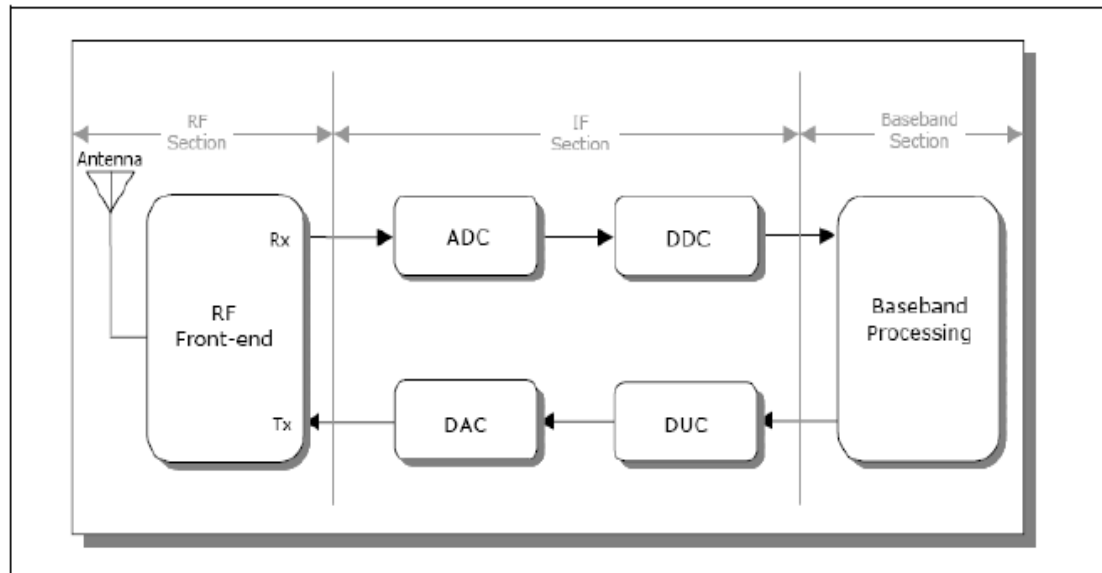 RF
Section
IF
Section
Baseband
Section
Antenna
Rx
ADC
DDC
RF
Front-end
Baseband
Processing
Tx
DAC
DUC